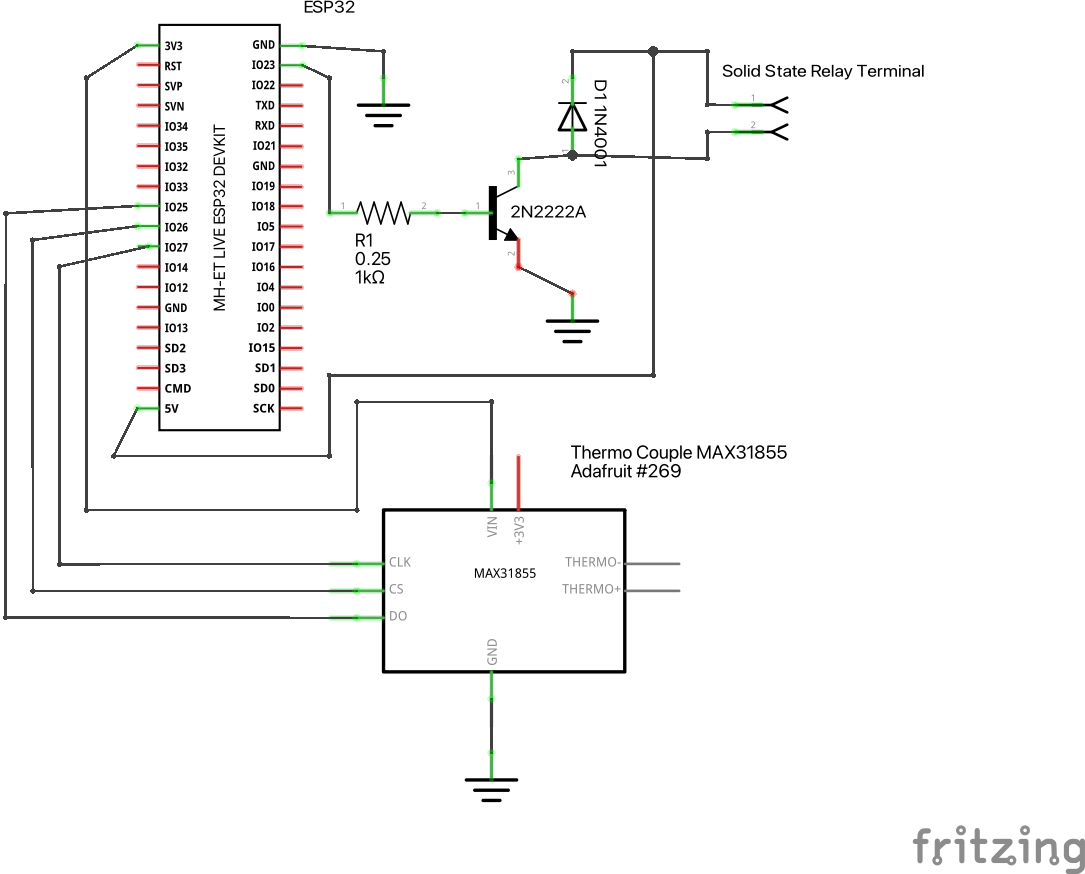 ESP32
3V3
RST
SVP
SVN
IO34
IO35
IO32
IO33
IO25
IO26
IO27
IO14
IO12
GND
IO13
SD2
SD3
CMD
5V
MH-ET LIVE ESP32 DEVKIT
GND
IO23
IO22
TXD
RXD
IO21
GND
IO19
IO18
IO5
IO17
IO16
IO4
IO0
IO2
IO15
SD1
SD0
SCK
1
2
R1
0.25
1kΩ
1
3
2
2N2222A
2
1
D1 1N4001
Solid State Relay Terminal
1
2
Thermo Couple MAX31855
Adafruit #269
VIN
+3V3
CLK
CS
DO
MAX31855
THERMO-
THERMO+
GND
fritzing